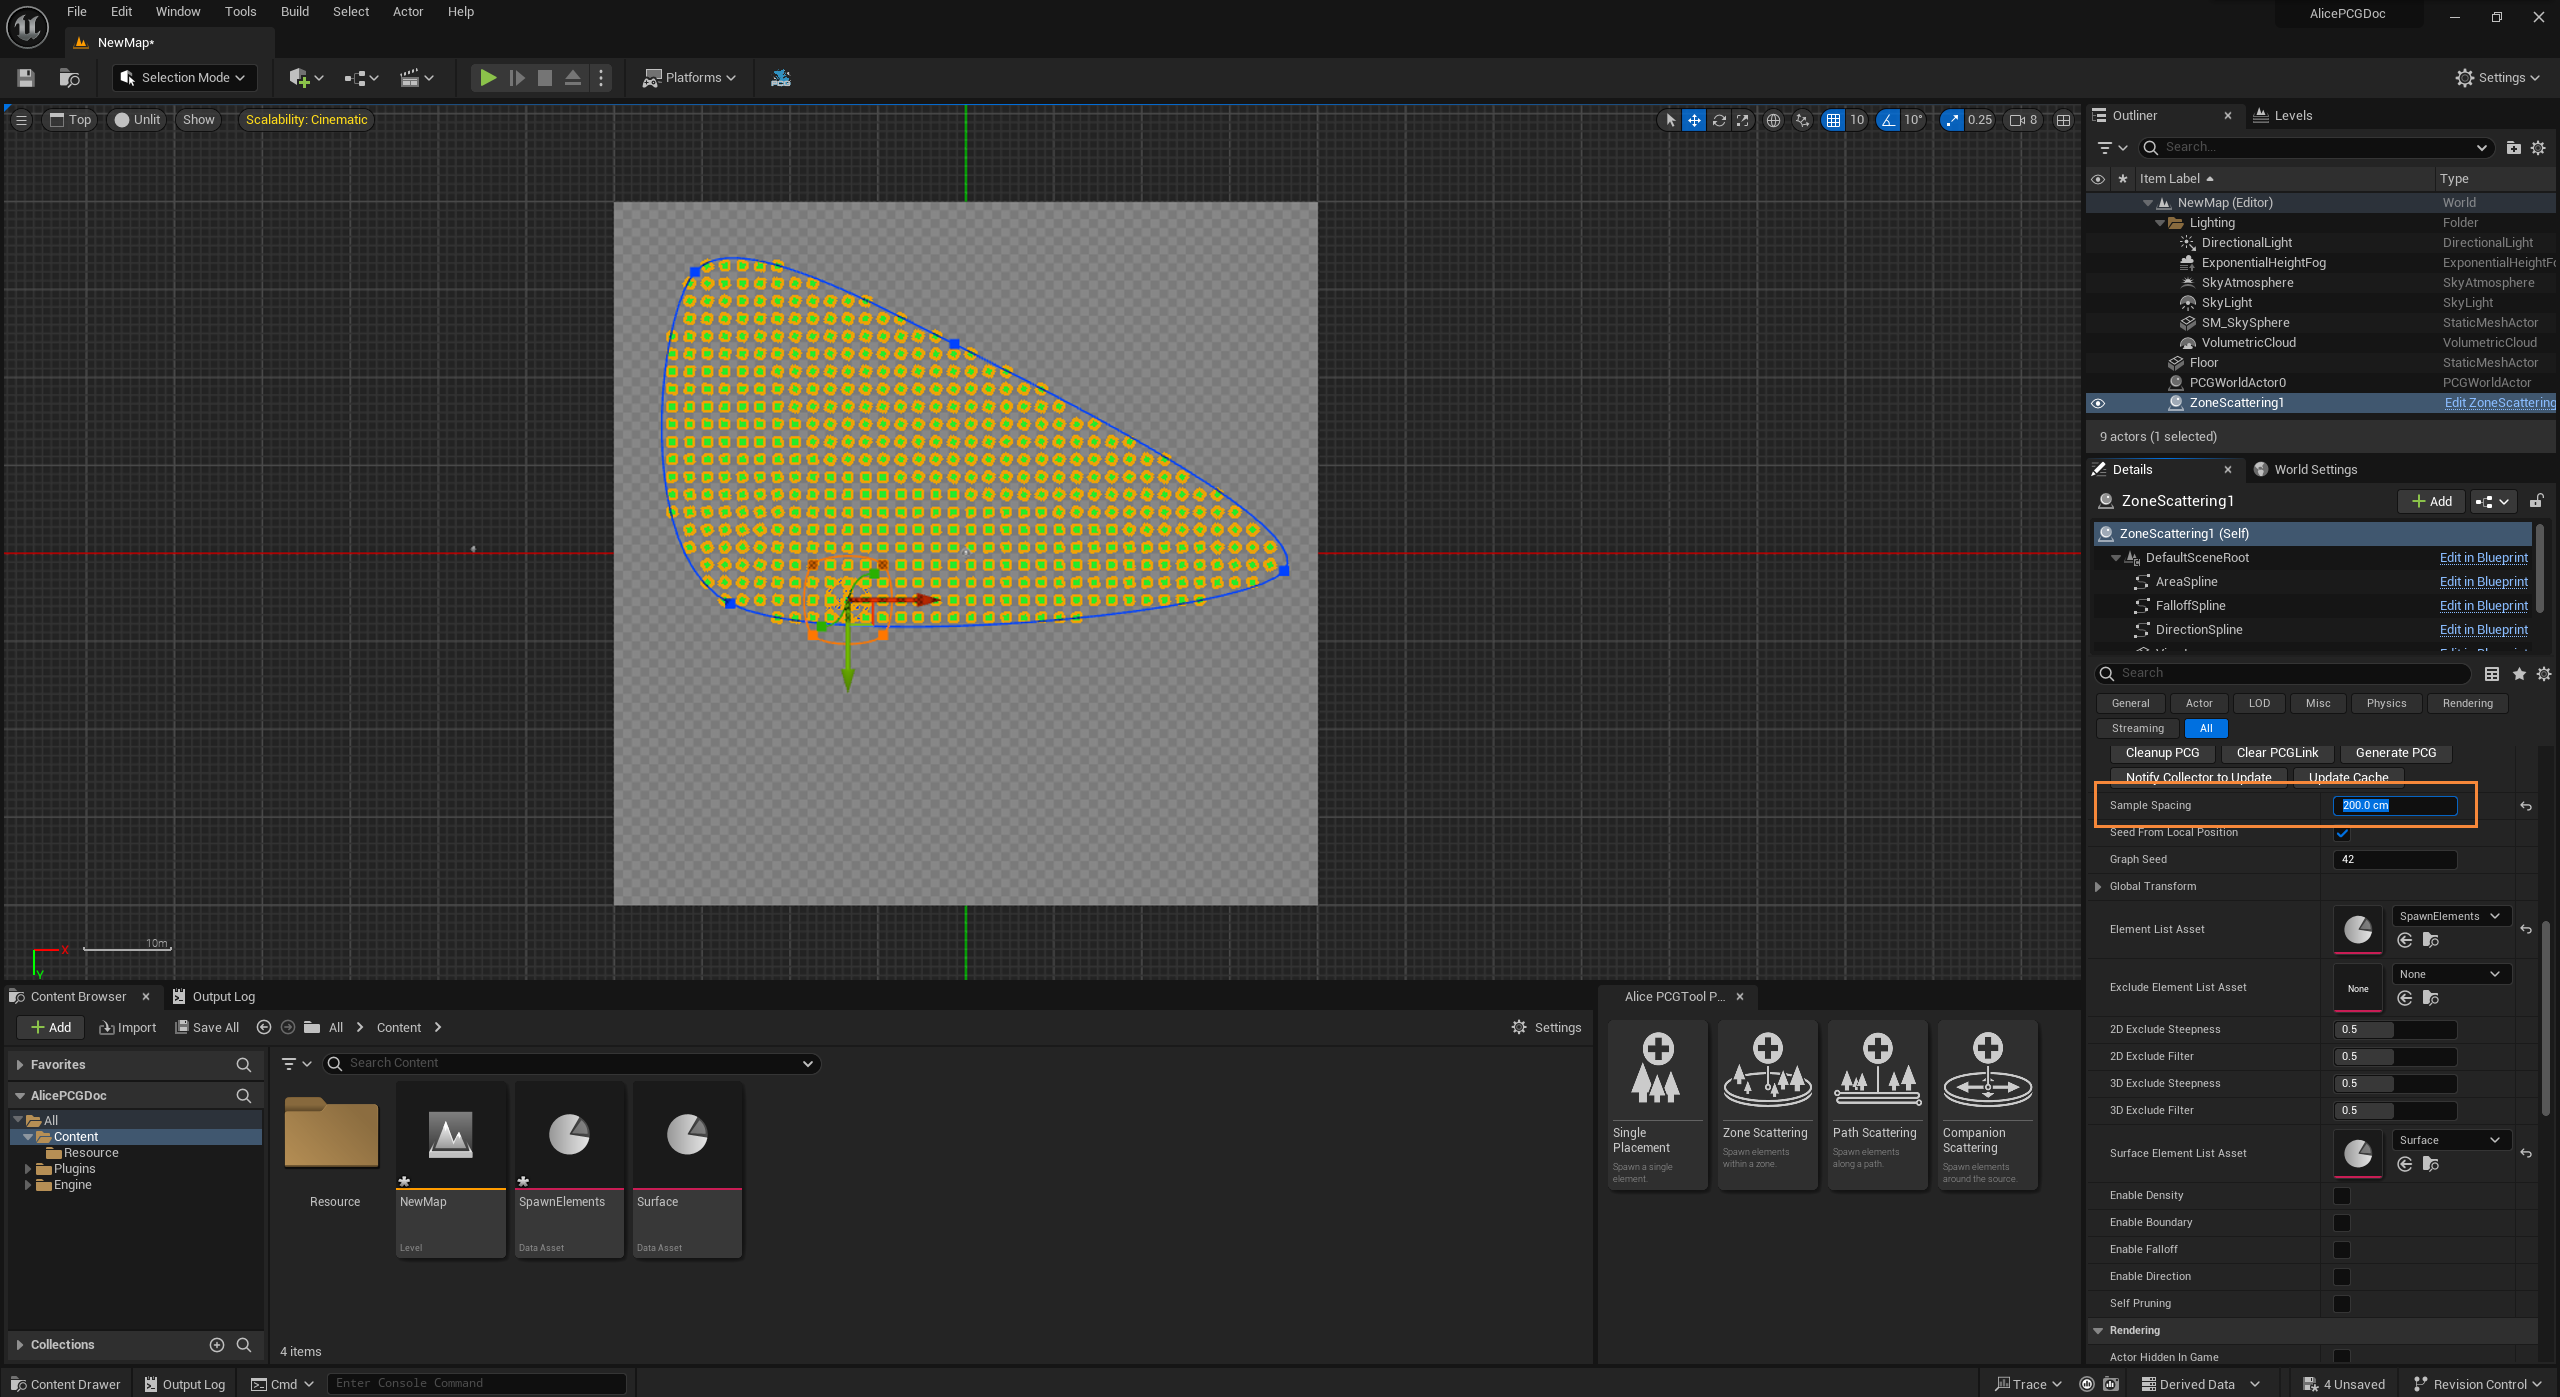 File Edit Window Tools Build Select Actor Help
AlicePCGDoc
NewMap*
Selection Mode
Platforms
Settings
Top Unlit Show Scalability: Cinematic
10 10° 0.25 8
10m
X
Y
Outliner Levels
Search...
Item Label Type
NewMap (Editor) World
Lighting Folder
DirectionalLight DirectionalLight
ExponentialHeightFog ExponentialHeightFo
SkyAtmosphere SkyAtmosphere
SkyLight SkyLight
SM_SkySphere StaticMeshActor
VolumetricCloud VolumetricCloud
Floor StaticMeshActor
PCGWorldActor0 PCGWorldActor
ZoneScattering1 Edit ZoneScattering
9 actors (1 selected)
Details World Settings
ZoneScattering1 Add
ZoneScattering1 (Self)
DefaultSceneRoot Edit in Blueprint
AreaSpline Edit in Blueprint
FalloffSpline Edit in Blueprint
DirectionSpline Edit in Blueprint
Search
General Actor LOD Misc Physics Rendering
Streaming All
Cleanup PCG Clear PCGLink Generate PCG
Notify Collector to Update Update Cache
Sample Spacing 200.0 cm
Seed From Local Position
Graph Seed 42
Global Transform
Element List Asset SpawnElements
Exclude Element List Asset None None
2D Exclude Steepness 0.5
2D Exclude Filter 0.5
3D Exclude Steepness 0.5
3D Exclude Filter 0.5
Surface Element List Asset Surface
Enable Density
Enable Boundary
Enable Falloff
Enable Direction
Self Pruning
Rendering
Actor Hidden In Game
Content Browser Output Log
Add Import Save All All Content Settings
Favorites
AlicePCGDoc
All
Content
Resource
Plugins
Engine
Collections
Search Content
Resource
NewMap
Level
SpawnElements
Data Asset
Surface
Data Asset
4 items
Alice PCGTool P...
Single
Placement
Spawn a single
element.
Zone Scattering
Spawn elements
within a zone.
Path Scattering
Spawn elements
along a path.
Companion
Scattering
Spawn elements
around the source.
Content Drawer Output Log Cmd Enter Console Command
Trace Derived Data 4 Unsaved Revision Control